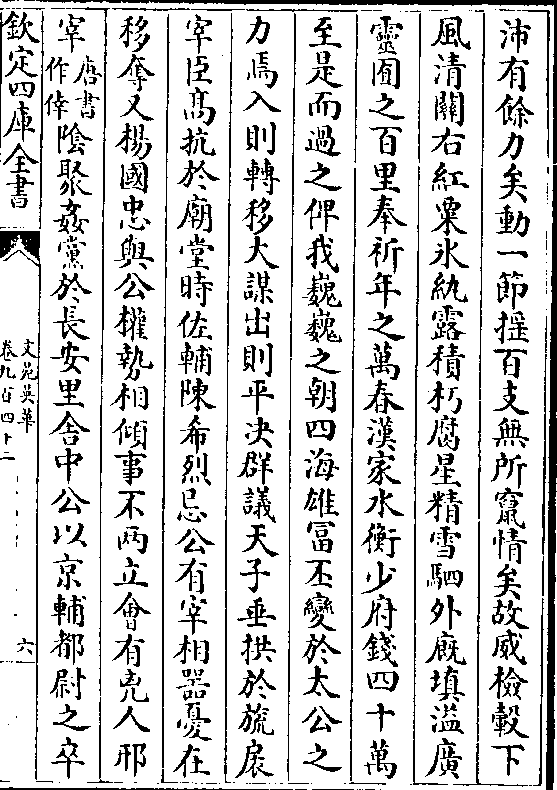 沛有餘力矣動一節揺百支無所竄情矣故威檢轂下
風清關右紅粟氷紈露積朽腐星精雪駟外廐填溢廣
靈囿之百里奉祈年之萬春漢家水衡少府錢四十萬
至是而過之俾我巍巍之朝四海雄冨丕變於太公之
力焉入則轉移大謀出則平决群議天子垂拱於旒扆
宰臣髙抗於廟堂時佐輔陳希烈忌公有宰相器憂在
移奪又楊國忠與公權勢相傾事不两立㑹有兇人邢
宰唐書作倖隂聚姦黨於長安里舍中公以京輔都尉之卒
欽定四庫全書
文苑英華
卷九百四十二
六